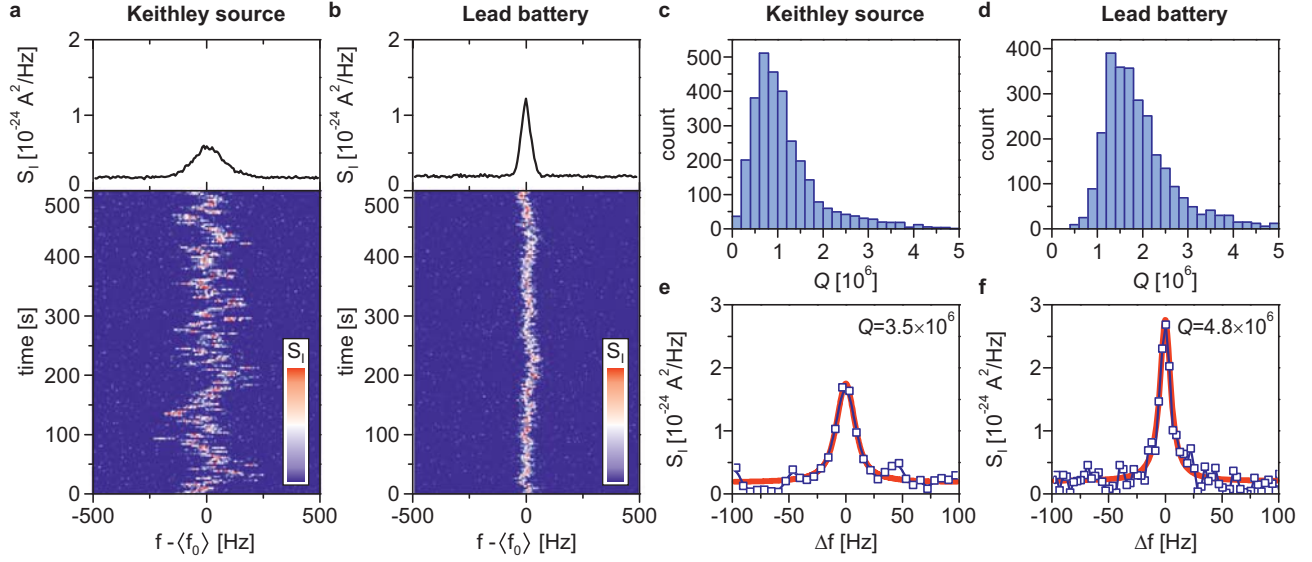 a Keithley source
b Lead battery
c Keithley source
d Lead battery
2
1
0
S_I [10^-24 A^2/Hz]
-500 0 500
2
1
0
S_I [10^-24 A^2/Hz]
-500 0 500
500
400
300
200
100
0
time [s]
S_I
-500 0 500
f - ⟨f_0⟩ [Hz]
500
400
300
200
100
0
time [s]
S_I
-500 0 500
f - ⟨f_0⟩ [Hz]
500
400
300
200
100
0
count
0 1 2 3 4 5
Q [10^6]
400
300
200
100
0
count
0 1 2 3 4 5
Q [10^6]
e
Q=3.5×10^6
3
2
1
0
S_I [10^-24 A^2/Hz]
-100 -50 0 50 100
Δf [Hz]
f
Q=4.8×10^6
3
2
1
0
S_I [10^-24 A^2/Hz]
-100 -50 0 50 100
Δf [Hz]